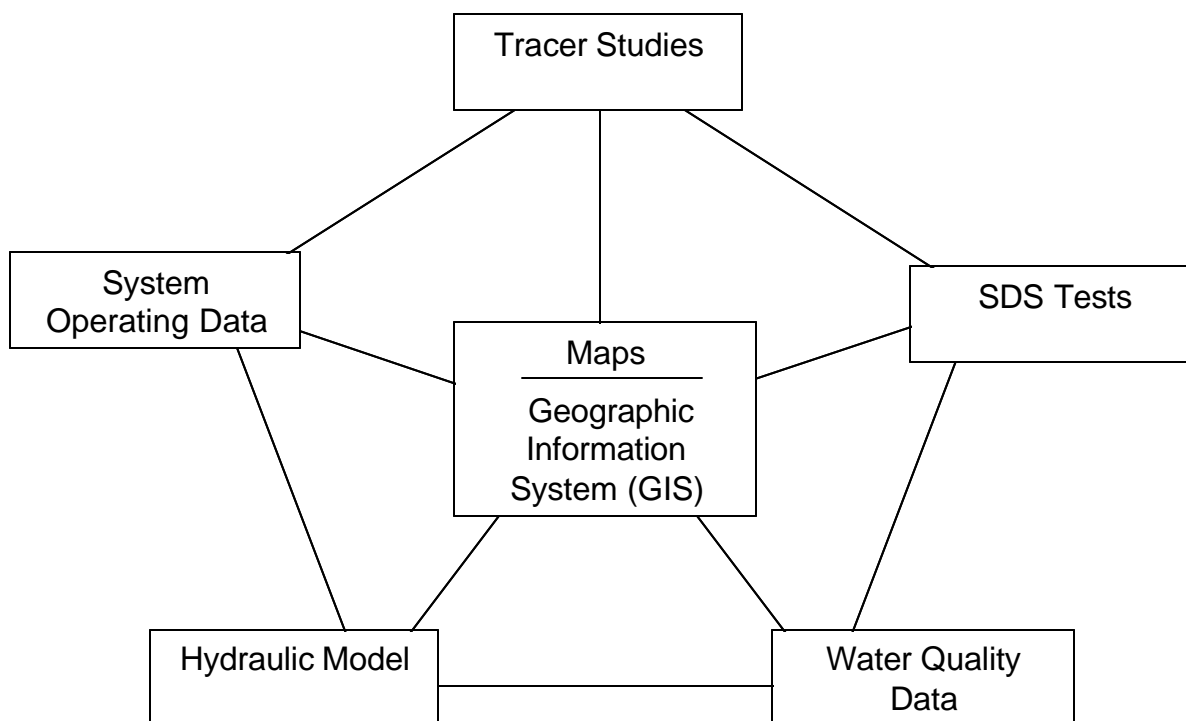 Tracer Studies
System
Operating Data
SDS Tests
Maps
Geographic
Information
System (GIS)
Hydraulic Model
Water Quality
Data